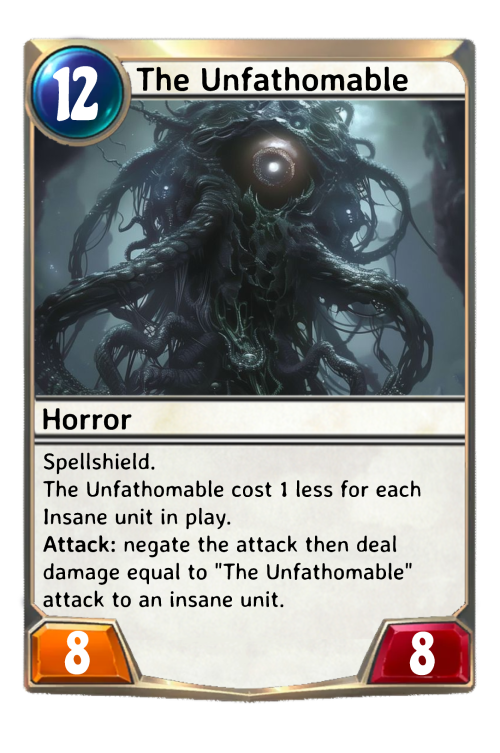 12
The Unfathomable
Horror
Spellshield.
The Unfathomable cost 1 less for each
Insane unit in play.
Attack: negate the attack then deal
damage equal to "The Unfathomable"
attack to an insane unit.
8
8